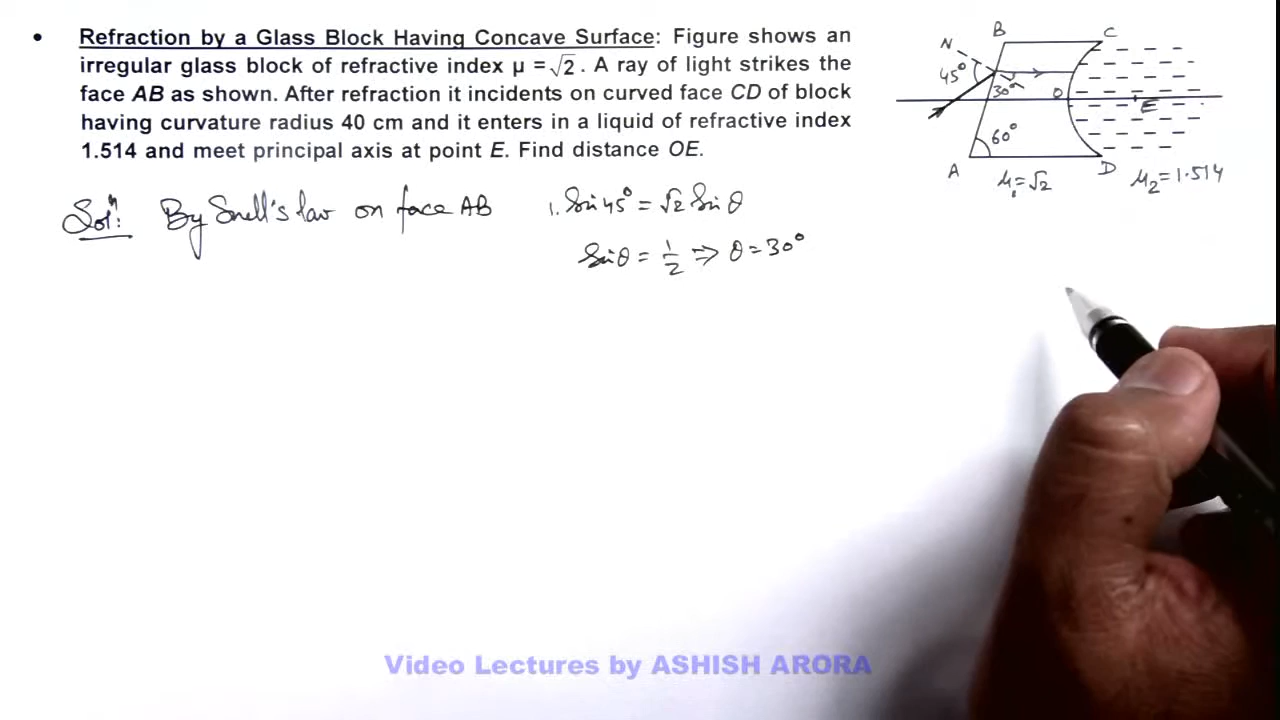 • Refraction by a Glass Block Having Concave Surface: Figure shows an
irregular glass block of refractive index μ = √2. A ray of light strikes the
face AB as shown. After refraction it incidents on curved face CD of block
having curvature radius 40 cm and it enters in a liquid of refractive index
1.514 and meet principal axis at point E. Find distance OE.
B
C
N
45°
30°
O
E
60°
A
D
μ₁=√2
μ₂=1.514
Solⁿ: By Snell's law on face AB 1. Sin 45° = √2 Sin θ
Sin θ = 1/2 ⇒ θ = 30°
Video Lectures by ASHISH ARORA